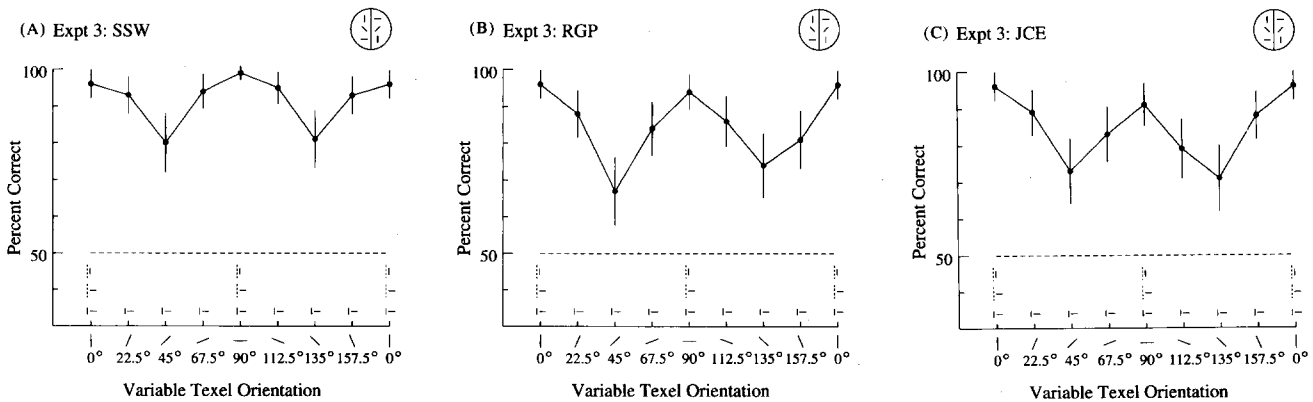 (A) Expt 3: SSW
100
50
Percent Correct
0° 22.5° 45° 67.5° 90° 112.5° 135° 157.5° 0°
Variable Texel Orientation
(B) Expt 3: RGP
100
50
Percent Correct
0° 22.5° 45° 67.5° 90° 112.5° 135° 157.5° 0°
Variable Texel Orientation
(C) Expt 3: JCE
100
50
Percent Correct
0° 22.5° 45° 67.5° 90° 112.5° 135° 157.5° 0°
Variable Texel Orientation